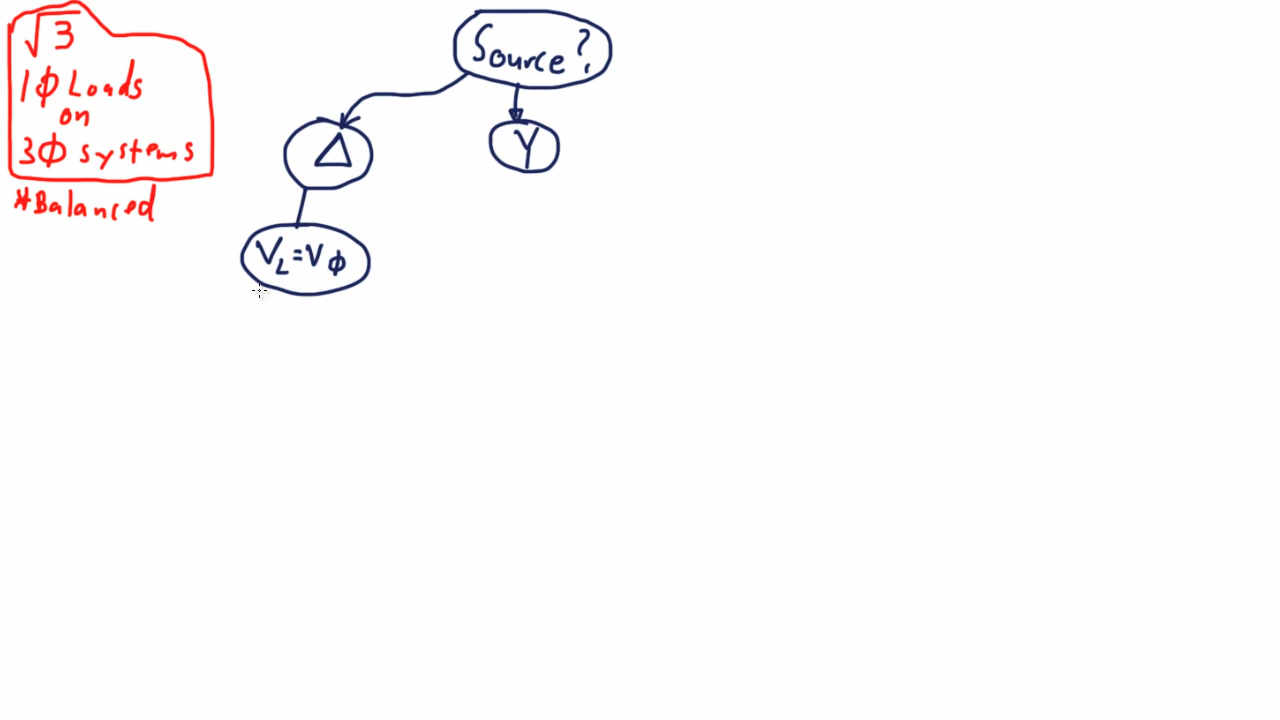 √3
1Φ Loads
on
3Φ systems
*Balanced
Source?
Δ
Y
V_L=V_Φ